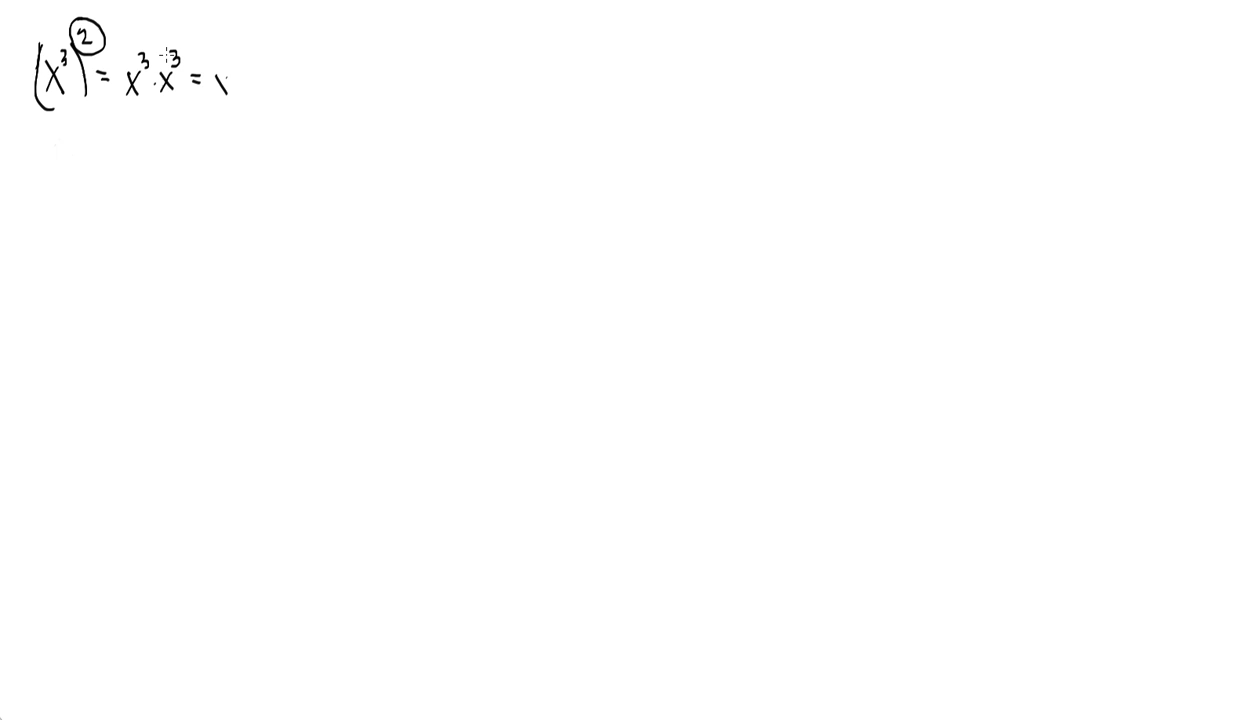 (x³)² = x³ · x³ =